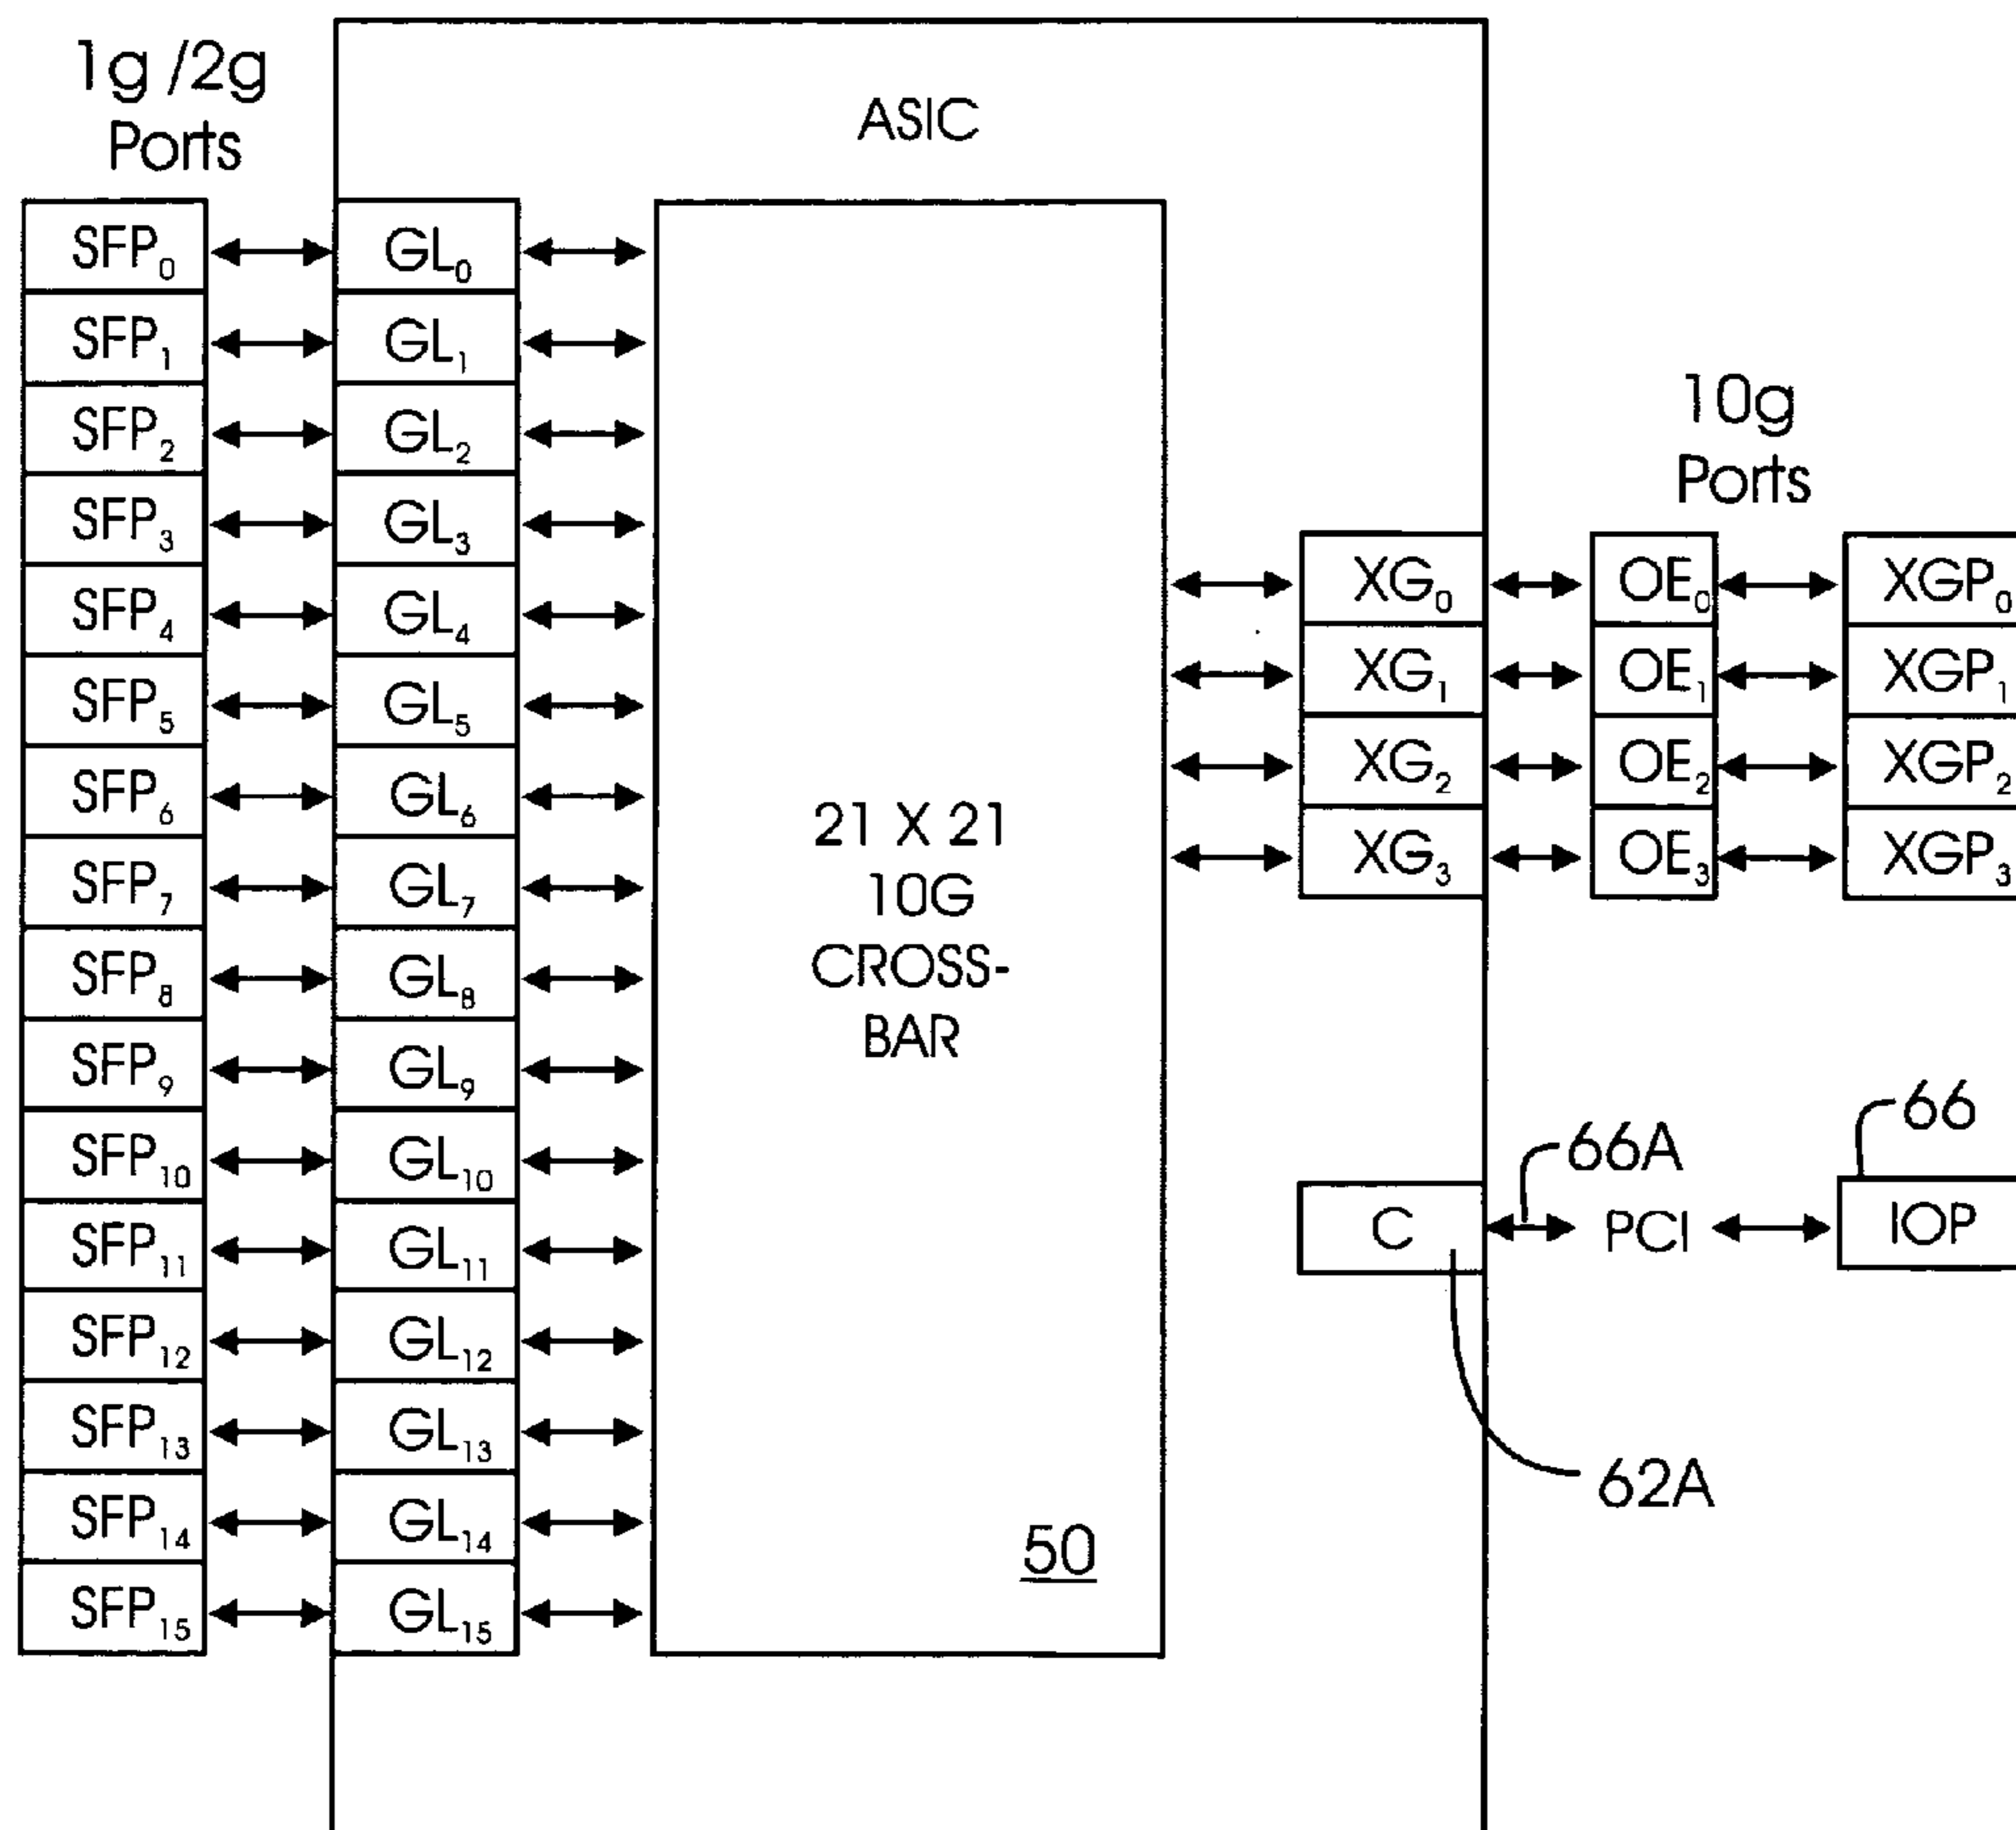 1g /2g
Ports
ASIC
SFP0 GL0
SFP1 GL1
SFP2 GL2
SFP3 GL3
SFP4 GL4
SFP5 GL5
SFP6 GL6
SFP7 GL7
SFP8 GL8
SFP9 GL9
SFP10 GL10
SFP11 GL11
SFP12 GL12
SFP13 GL13
SFP14 GL14
SFP15 GL15
21 X 21
10G
CROSS-
BAR
50
10g
Ports
XG0 OE0 XGP0
XG1 OE1 XGP1
XG2 OE2 XGP2
XG3 OE3 XGP3
66
66A
C PCI IOP
62A